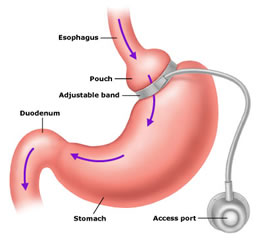 Esophagus
Pouch
Adjustable band
Duodenum
Stomach
Access port